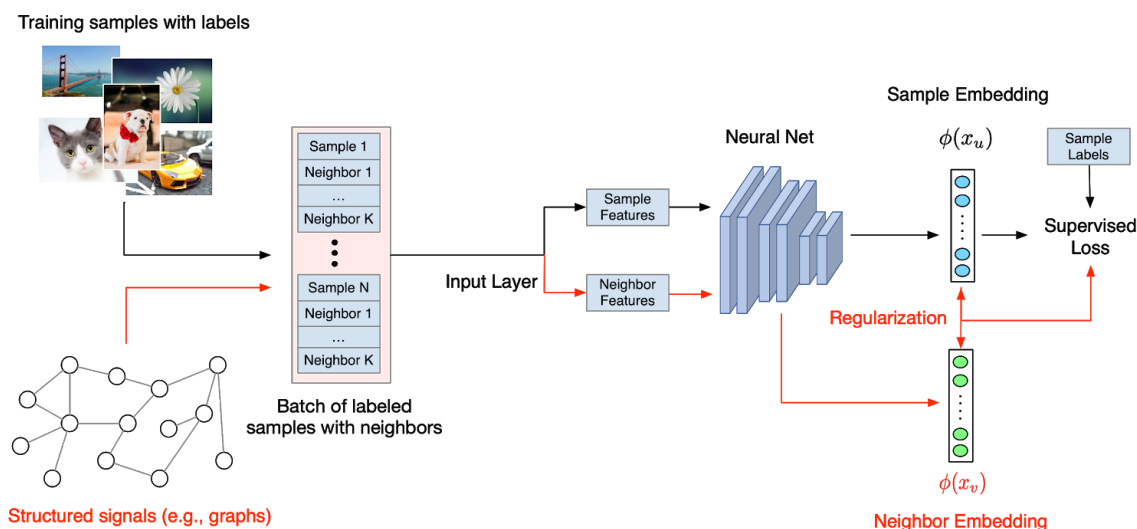 Training samples with labels
Sample 1
Neighbor 1
...
Neighbor K
Sample N
Neighbor 1
...
Neighbor K
Batch of labeled
samples with neighbors
Structured signals (e.g., graphs)
Input Layer
Sample
Features
Neighbor
Features
Neural Net
Sample Embedding
ϕ(xᵤ)
Sample
Labels
Supervised
Loss
Regularization
ϕ(xᵥ)
Neighbor Embedding